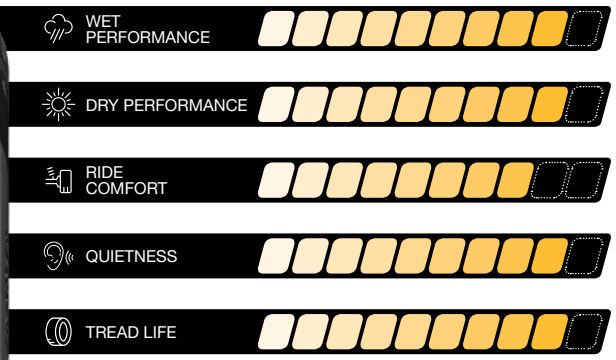 WET
PERFORMANCE
DRY PERFORMANCE
RIDE
COMFORT
QUIETNESS
TREAD LIFE